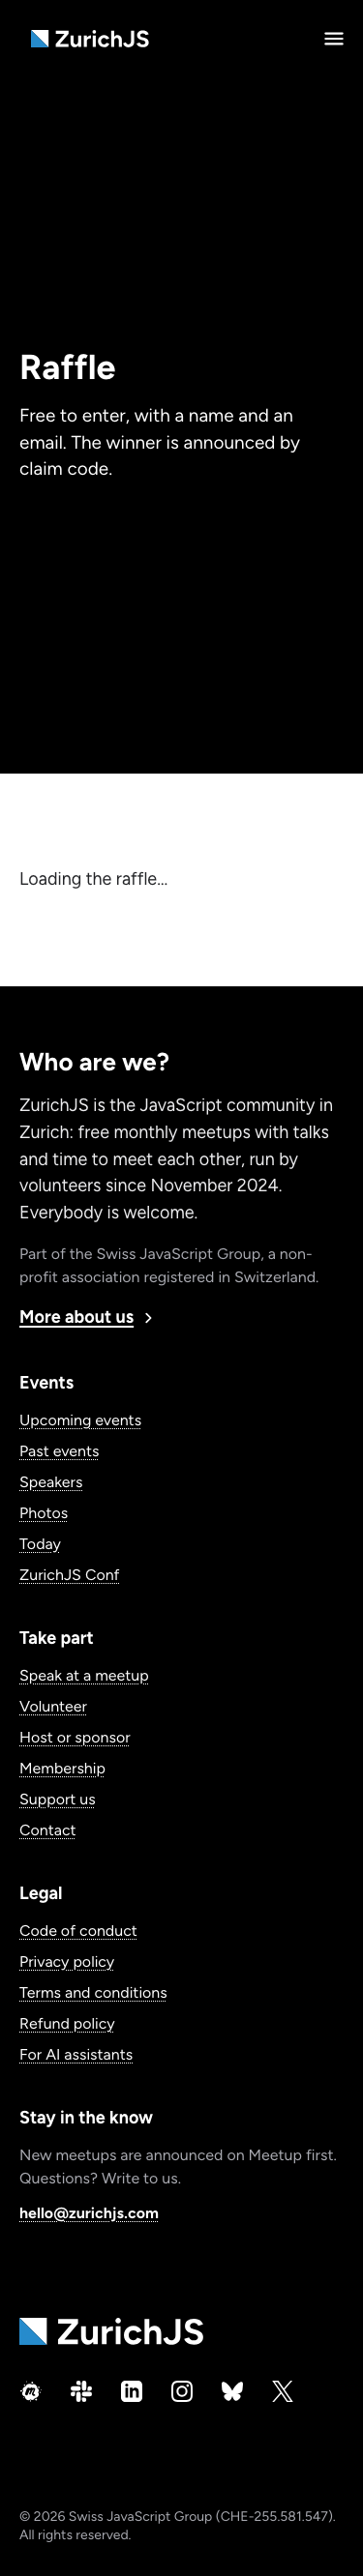 ZurichJS
Raffle
Free to enter, with a name and an
email. The winner is announced by
claim code.
Loading the raffle...
Who are we?
ZurichJS is the JavaScript community in
Zurich: free monthly meetups with talks
and time to meet each other, run by
volunteers since November 2024.
Everybody is welcome.
Part of the Swiss JavaScript Group, a non-
profit association registered in Switzerland.
More about us
Events
Upcoming events
Past events
Speakers
Photos
Today
ZurichJS Conf
Take part
Speak at a meetup
Volunteer
Host or sponsor
Membership
Support us
Contact
Legal
Code of conduct
Privacy policy
Terms and conditions
Refund policy
For AI assistants
Stay in the know
New meetups are announced on Meetup first.
Questions? Write to us.
hello@zurichjs.com
ZurichJS
© 2026 Swiss JavaScript Group (CHE-255.581.547).
All rights reserved.